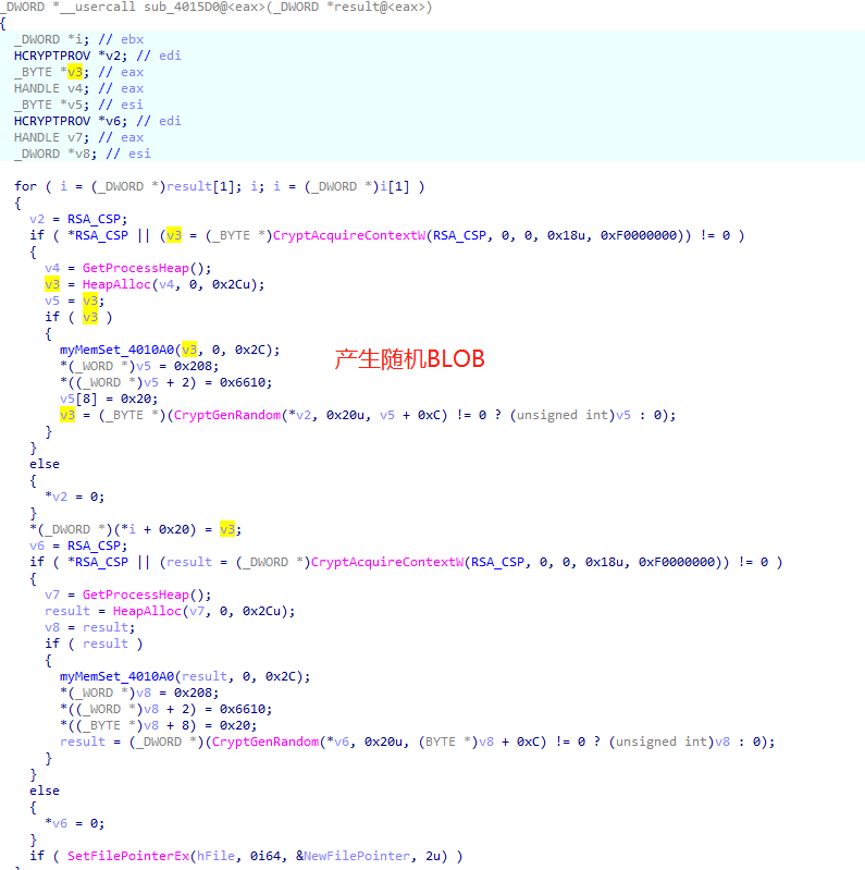 _DWORD *__usercall sub_4015D0@<eax>(_DWORD *result@<eax>)
{
  _DWORD *i; // ebx
  HCRYPTPROV *v2; // edi
  _BYTE *v3; // eax
  HANDLE v4; // eax
  _BYTE *v5; // esi
  HCRYPTPROV *v6; // edi
  HANDLE v7; // eax
  _DWORD *v8; // esi

  for ( i = (_DWORD *)result[1]; i; i = (_DWORD *)i[1] )
  {
    v2 = RSA_CSP;
    if ( *RSA_CSP || (v3 = (_BYTE *)CryptAcquireContextW(RSA_CSP, 0, 0, 0x18u, 0xF0000000)) != 0 )
    {
      v4 = GetProcessHeap();
      v3 = HeapAlloc(v4, 0, 0x2Cu);
      v5 = v3;
      if ( v3 )
      {
        myMemSet_4010A0(v3, 0, 0x2C);
        *(_WORD *)v5 = 0x208;
        *((_WORD *)v5 + 2) = 0x6610;
        v5[8] = 0x20;
        v3 = (_BYTE *)(CryptGenRandom(*v2, 0x20u, v5 + 0xC) != 0 ? (unsigned int)v5 : 0);
      }
    }
    else
    {
      *v2 = 0;
    }
    *(_DWORD *)(*i + 0x20) = v3;
    v6 = RSA_CSP;
    if ( *RSA_CSP || (result = (_DWORD *)CryptAcquireContextW(RSA_CSP, 0, 0, 0x18u, 0xF0000000)) != 0 )
    {
      v7 = GetProcessHeap();
      result = HeapAlloc(v7, 0, 0x2Cu);
      v8 = result;
      if ( result )
      {
        myMemSet_4010A0(result, 0, 0x2C);
        *(_WORD *)v8 = 0x208;
        *((_WORD *)v8 + 2) = 0x6610;
        *((_BYTE *)v8 + 8) = 0x20;
        result = (_DWORD *)(CryptGenRandom(*v6, 0x20u, (BYTE *)v8 + 0xC) != 0 ? (unsigned int)v8 : 0);
      }
    }
    else
    {
      *v6 = 0;
    }
    if ( SetFilePointerEx(hFile, 0i64, &NewFilePointer, 2u) )
产生随机BLOB